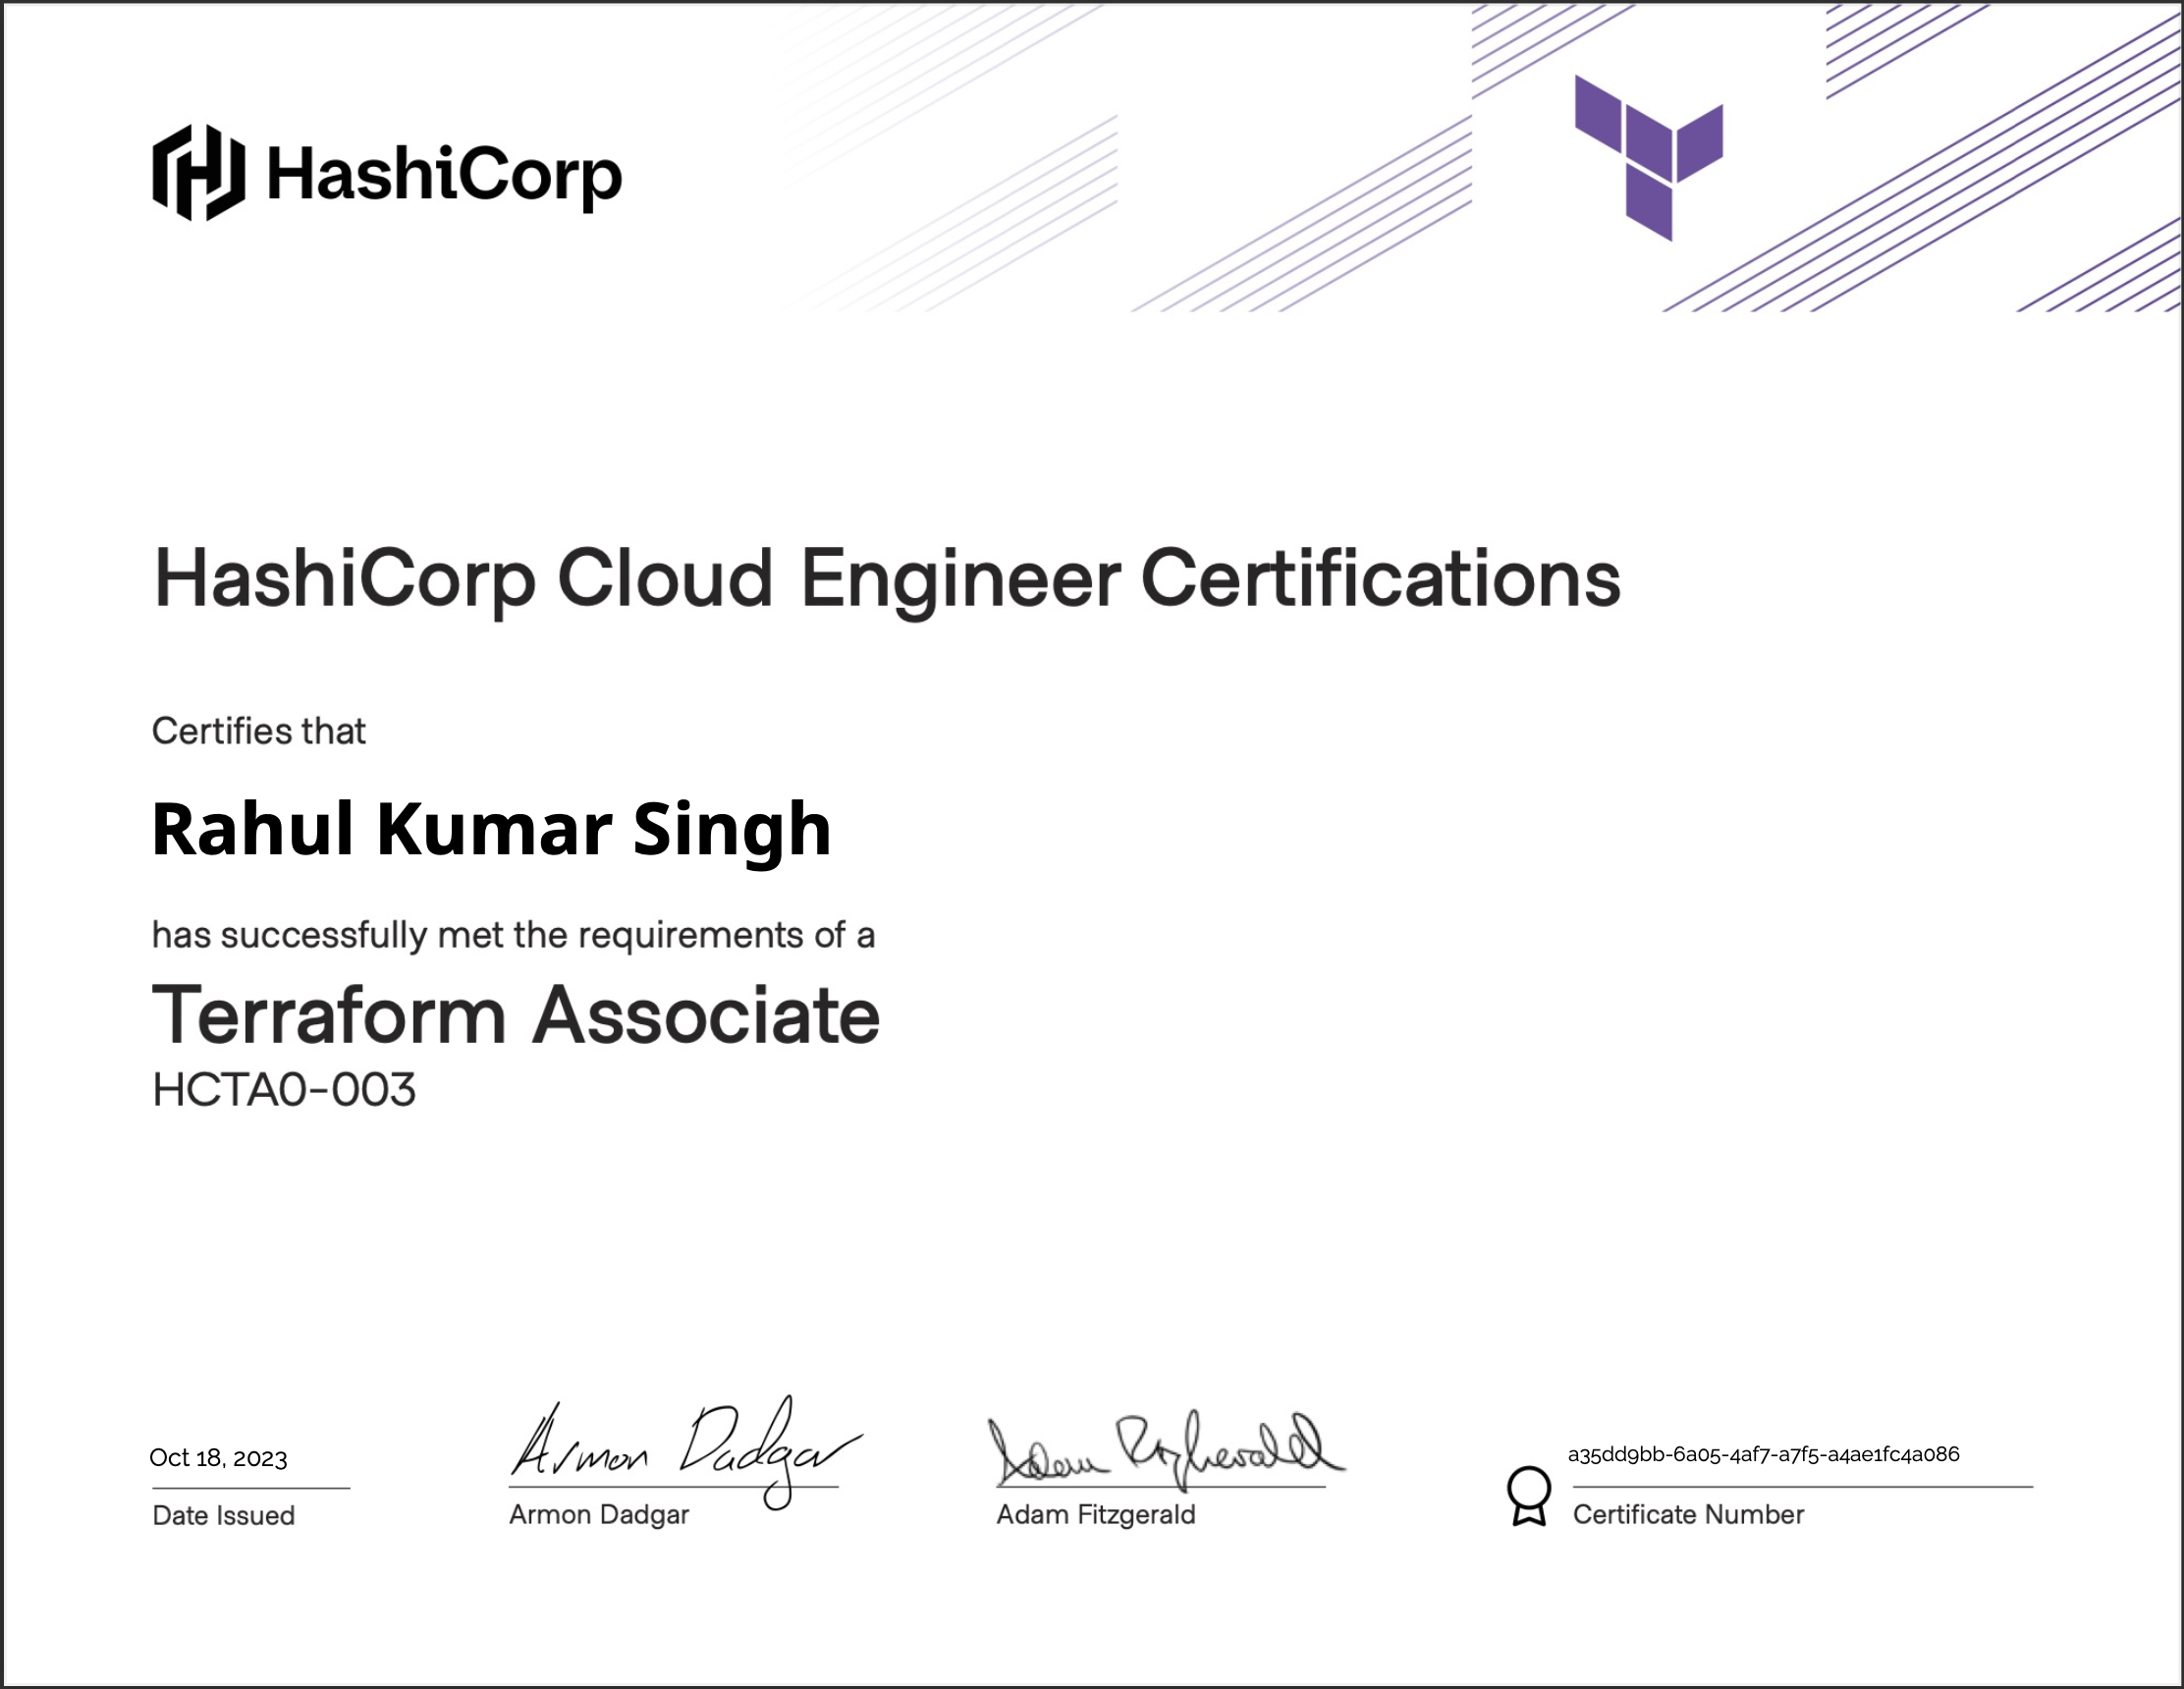 HashiCorp
HashiCorp Cloud Engineer Certifications
Certifies that
Rahul Kumar Singh
has successfully met the requirements of a
Terraform Associate
HCTA0-003
Oct 18, 2023
Date Issued
Armon Dadgar
Armon Dadgar
Adam Fitzgerald
Adam Fitzgerald
a35dd9bb-6a05-4af7-a7f5-a4ae1fc4a086
Certificate Number